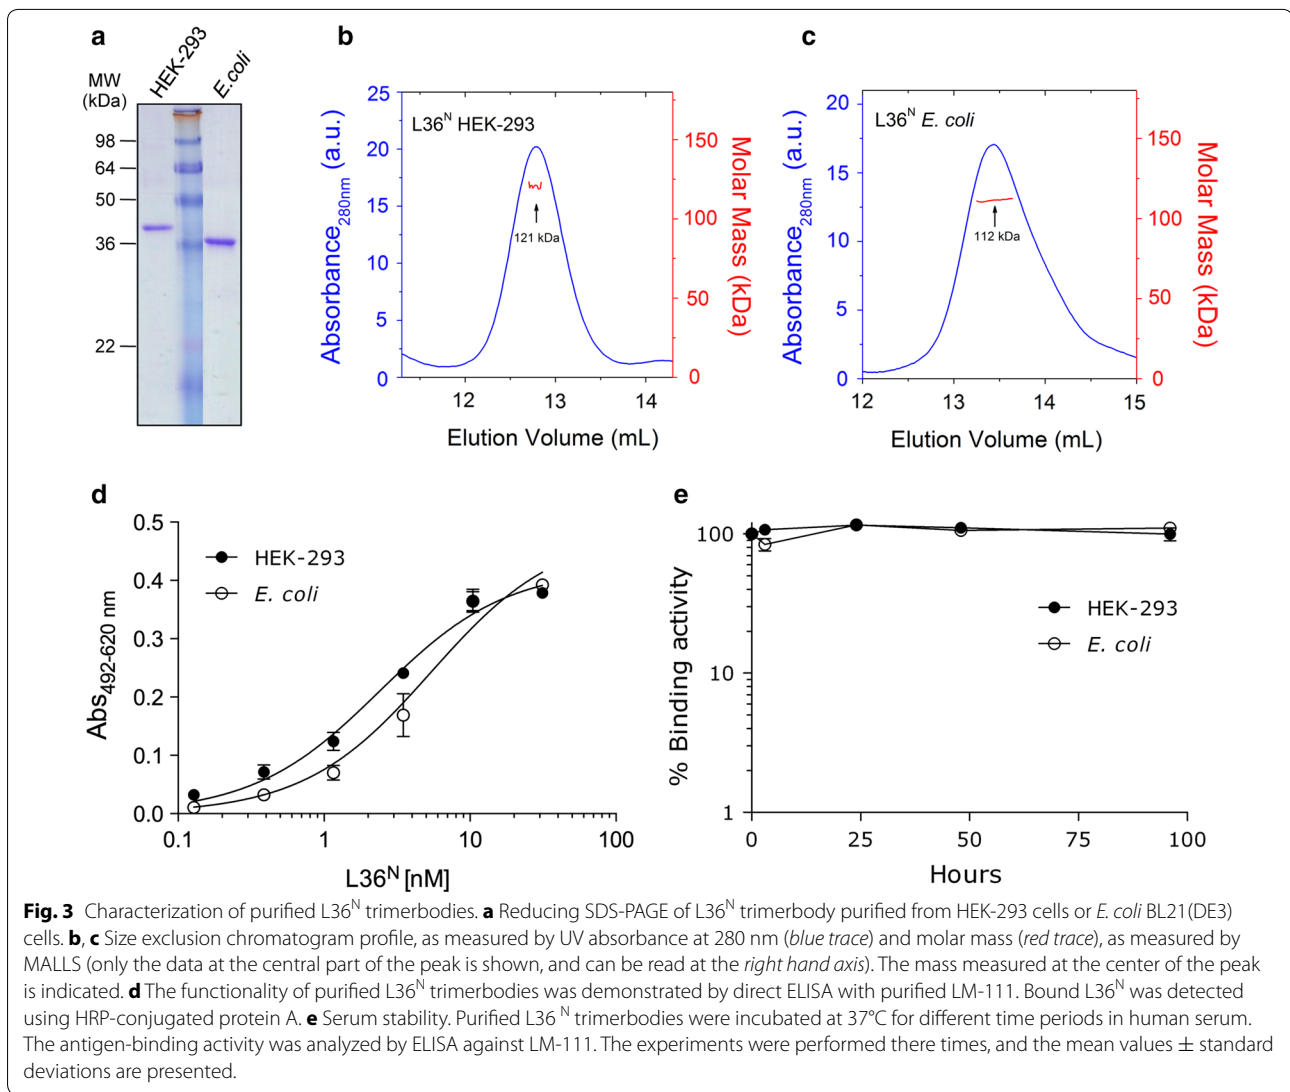 a
MW
(kDa)
HEK-293
E.coli
98
64
50
36
22
b
L36N HEK-293
121 kDa
Absorbance280nm (a.u.)
25
20
15
10
5
0
Molar Mass (kDa)
150
100
50
0
12
13
14
Elution Volume (mL)
c
L36N E. coli
112 kDa
Absorbance280nm (a.u.)
20
15
10
5
0
Molar Mass (kDa)
150
100
50
0
12
13
14
15
Elution Volume (mL)
d
HEK-293
E. coli
Abs492-620 nm
0.5
0.4
0.3
0.2
0.1
0.0
0.1
1
10
100
L36N [nM]
e
HEK-293
E. coli
% Binding activity
100
10
1
0
25
50
75
100
Hours
Fig. 3 Characterization of purified L36N trimerbodies. a Reducing SDS-PAGE of L36N trimerbody purified from HEK-293 cells or E. coli BL21(DE3)
cells. b, c Size exclusion chromatogram profile, as measured by UV absorbance at 280 nm (blue trace) and molar mass (red trace), as measured by
MALLS (only the data at the central part of the peak is shown, and can be read at the right hand axis). The mass measured at the center of the peak
is indicated. d The functionality of purified L36N trimerbodies was demonstrated by direct ELISA with purified LM-111. Bound L36N was detected
using HRP-conjugated protein A. e Serum stability. Purified L36 N trimerbodies were incubated at 37°C for different time periods in human serum.
The antigen-binding activity was analyzed by ELISA against LM-111. The experiments were performed there times, and the mean values ± standard
deviations are presented.